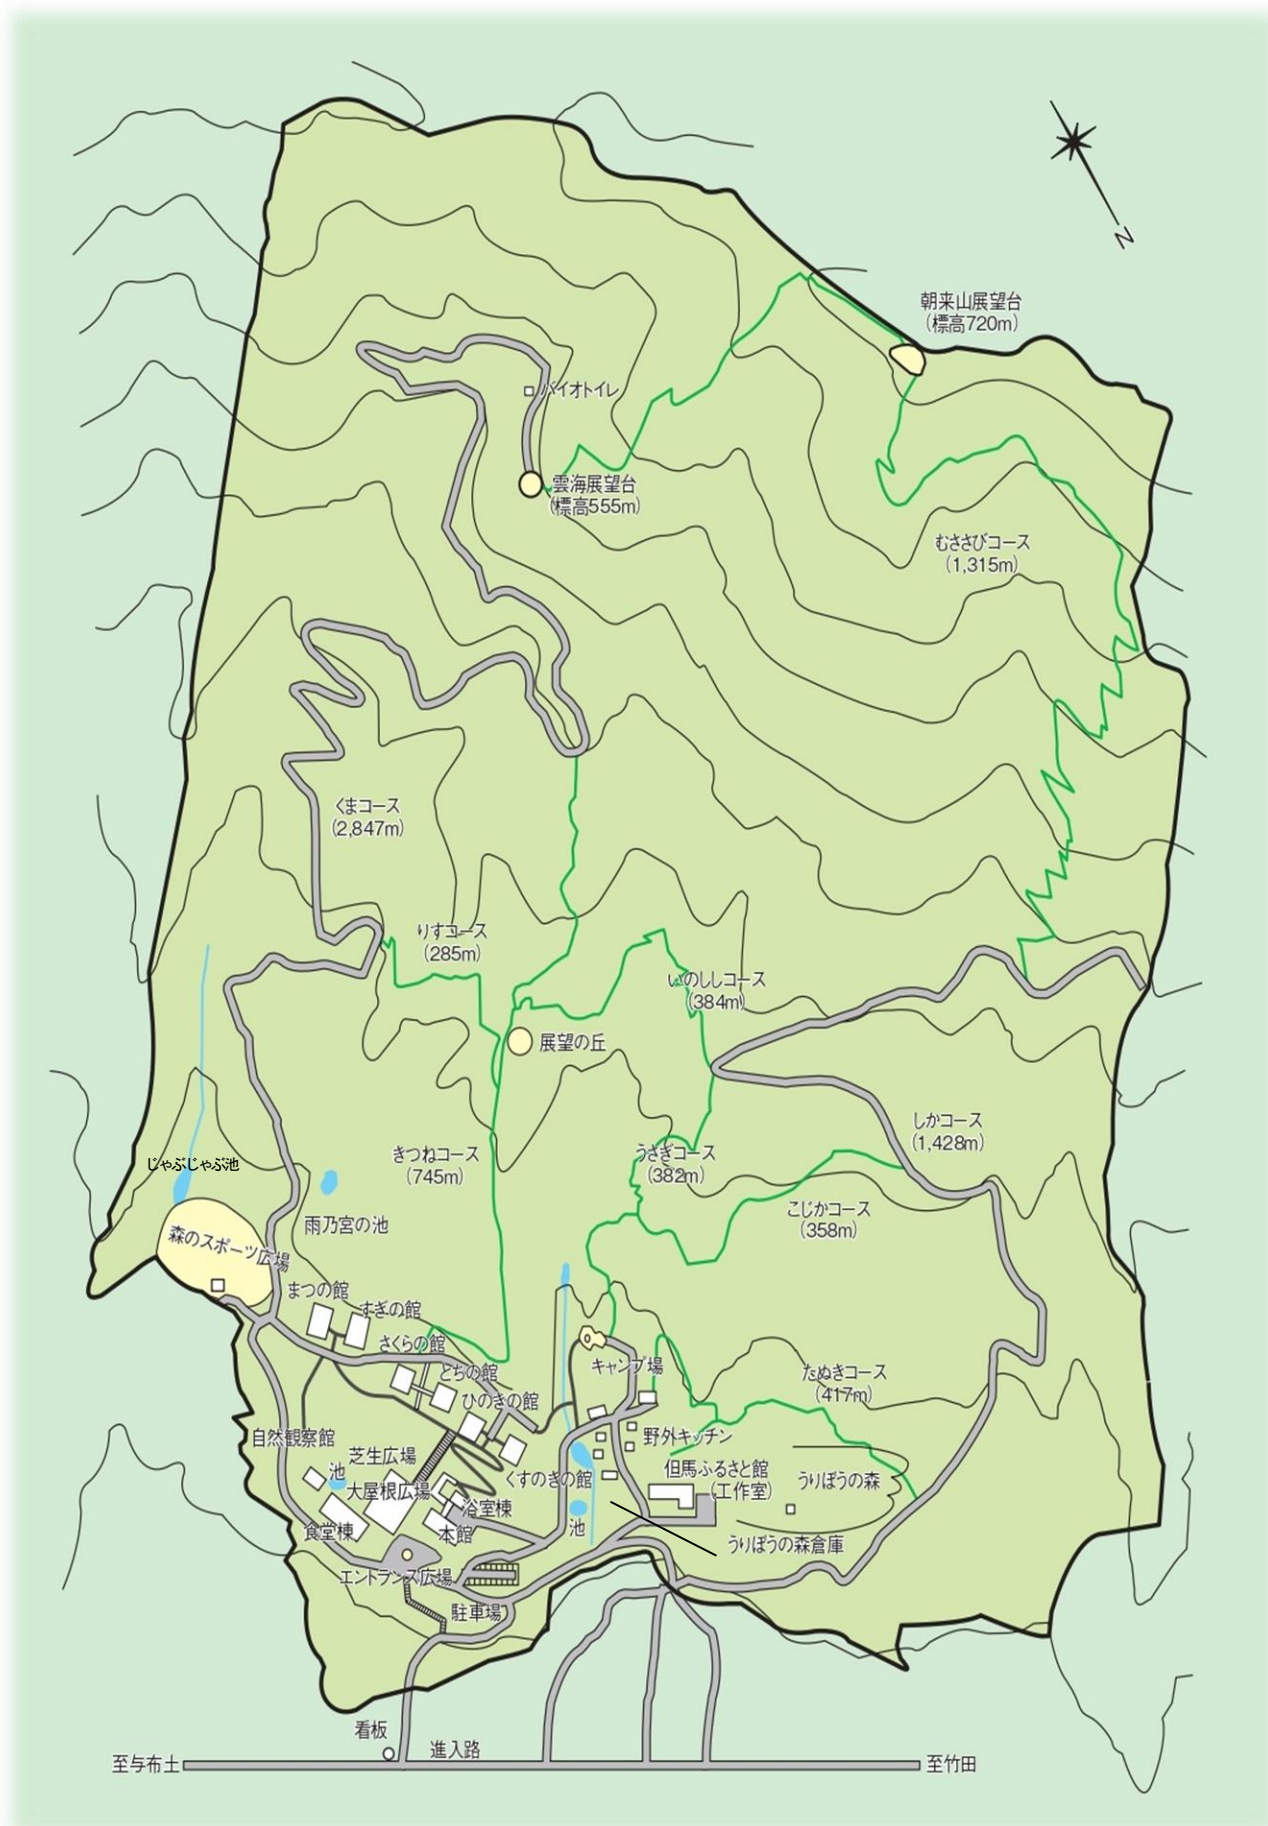 N
朝来山展望台
(標高720m)
バイオトイレ
雲海展望台
(標高555m)
むささびコース
(1,315m)
くまコース
(2,847m)
りすコース
(285m)
いのししコース
(384m)
展望の丘
しかコース
(1,428m)
きつねコース
(745m)
うさぎコース
(382m)
じゃぶじゃぶ池
こじかコース
(358m)
雨乃宮の池
森のスポーツ広場
まつの館
すぎの館
さくらの館
キャンプ場
とちの館
たぬきコース
(417m)
ひのきの館
自然観察館
野外キッチン
芝生広場
池
くすのきの館
但馬ふるさと館
(工作室)
うりぼうの森
大屋根広場
浴室棟
食堂棟
本館
池
うりぼうの森倉庫
エントランス広場
駐車場
看板
進入路
至与布土
至竹田